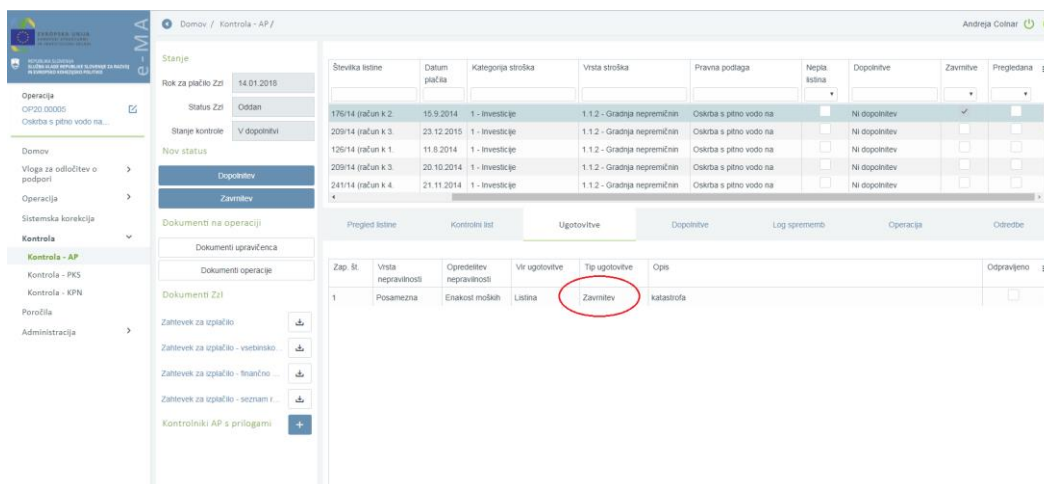 EVROPSKA UNIJA
REPUBLIKA SLOVENIJA
SLUŽBA VLADE REPUBLIKE SLOVENIJE ZA RAZVOJ
IN EVROPSKO KOHEZIJSKO POLITIKO
e-MA
Operacija
OP20.00005
Oskrba s pitno vodo na...
Domov
Vloga za odločitev o
podpori
Operacija
Sistemska korekcija
Kontrola
Kontrola - AP
Kontrola - PKS
Kontrola - KPN
Poročila
Administracija
Domov / Kontrola - AP /
Andreja Colnar
Stanje
Rok za plačilo ZzI 14.01.2016
Status ZzI Oddan
Stanje kontrole V dopolnitvi
Nov status
Dopolnitev
Zavrnitev
Dokumenti na operaciji
Dokumenti upravičenca
Dokumenti operacije
Dokumenti ZzI
Zahtevek za izplačilo
Zahtevek za izplačilo - vsebinsko...
Zahtevek za izplačilo - finančno ...
Zahtevek za izplačilo - seznam r...
Kontrolniki AP s prilogami +
Številka listine Datum plačila Kategorija stroška Vrsta stroška Pravna podlaga Nepla. listina Dopolnitve Zavrnitve Pregledana
176/14 (račun k 2. 15.9.2014 1 - Investicije 1.1.2 - Gradnja nepremičnin Oskrba s pitno vodo na Ni dopolnitev
209/14 (račun k 3. 23.12.2015 1 - Investicije 1.1.2 - Gradnja nepremičnin Oskrba s pitno vodo na Ni dopolnitev
126/14 (račun k 1. 11.8.2014 1 - Investicije 1.1.2 - Gradnja nepremičnin Oskrba s pitno vodo na Ni dopolnitev
209/14 (račun k 3. 20.10.2014 1 - Investicije 1.1.2 - Gradnja nepremičnin Oskrba s pitno vodo na Ni dopolnitev
241/14 (račun k 4. 21.11.2014 1 - Investicije 1.1.2 - Gradnja nepremičnin Oskrba s pitno vodo na Ni dopolnitev
Pregled listine Kontrolni list Ugotovitve Dopolnitve Log sprememb Operacija Odredbe
Zap. št. Vrsta nepravilnosti Opredelitev nepravilnosti Vir ugotovitve Tip ugotovitve Opis Odpravljeno
1 Posamezna Enakost moških Listina Zavrnitev katastrofa